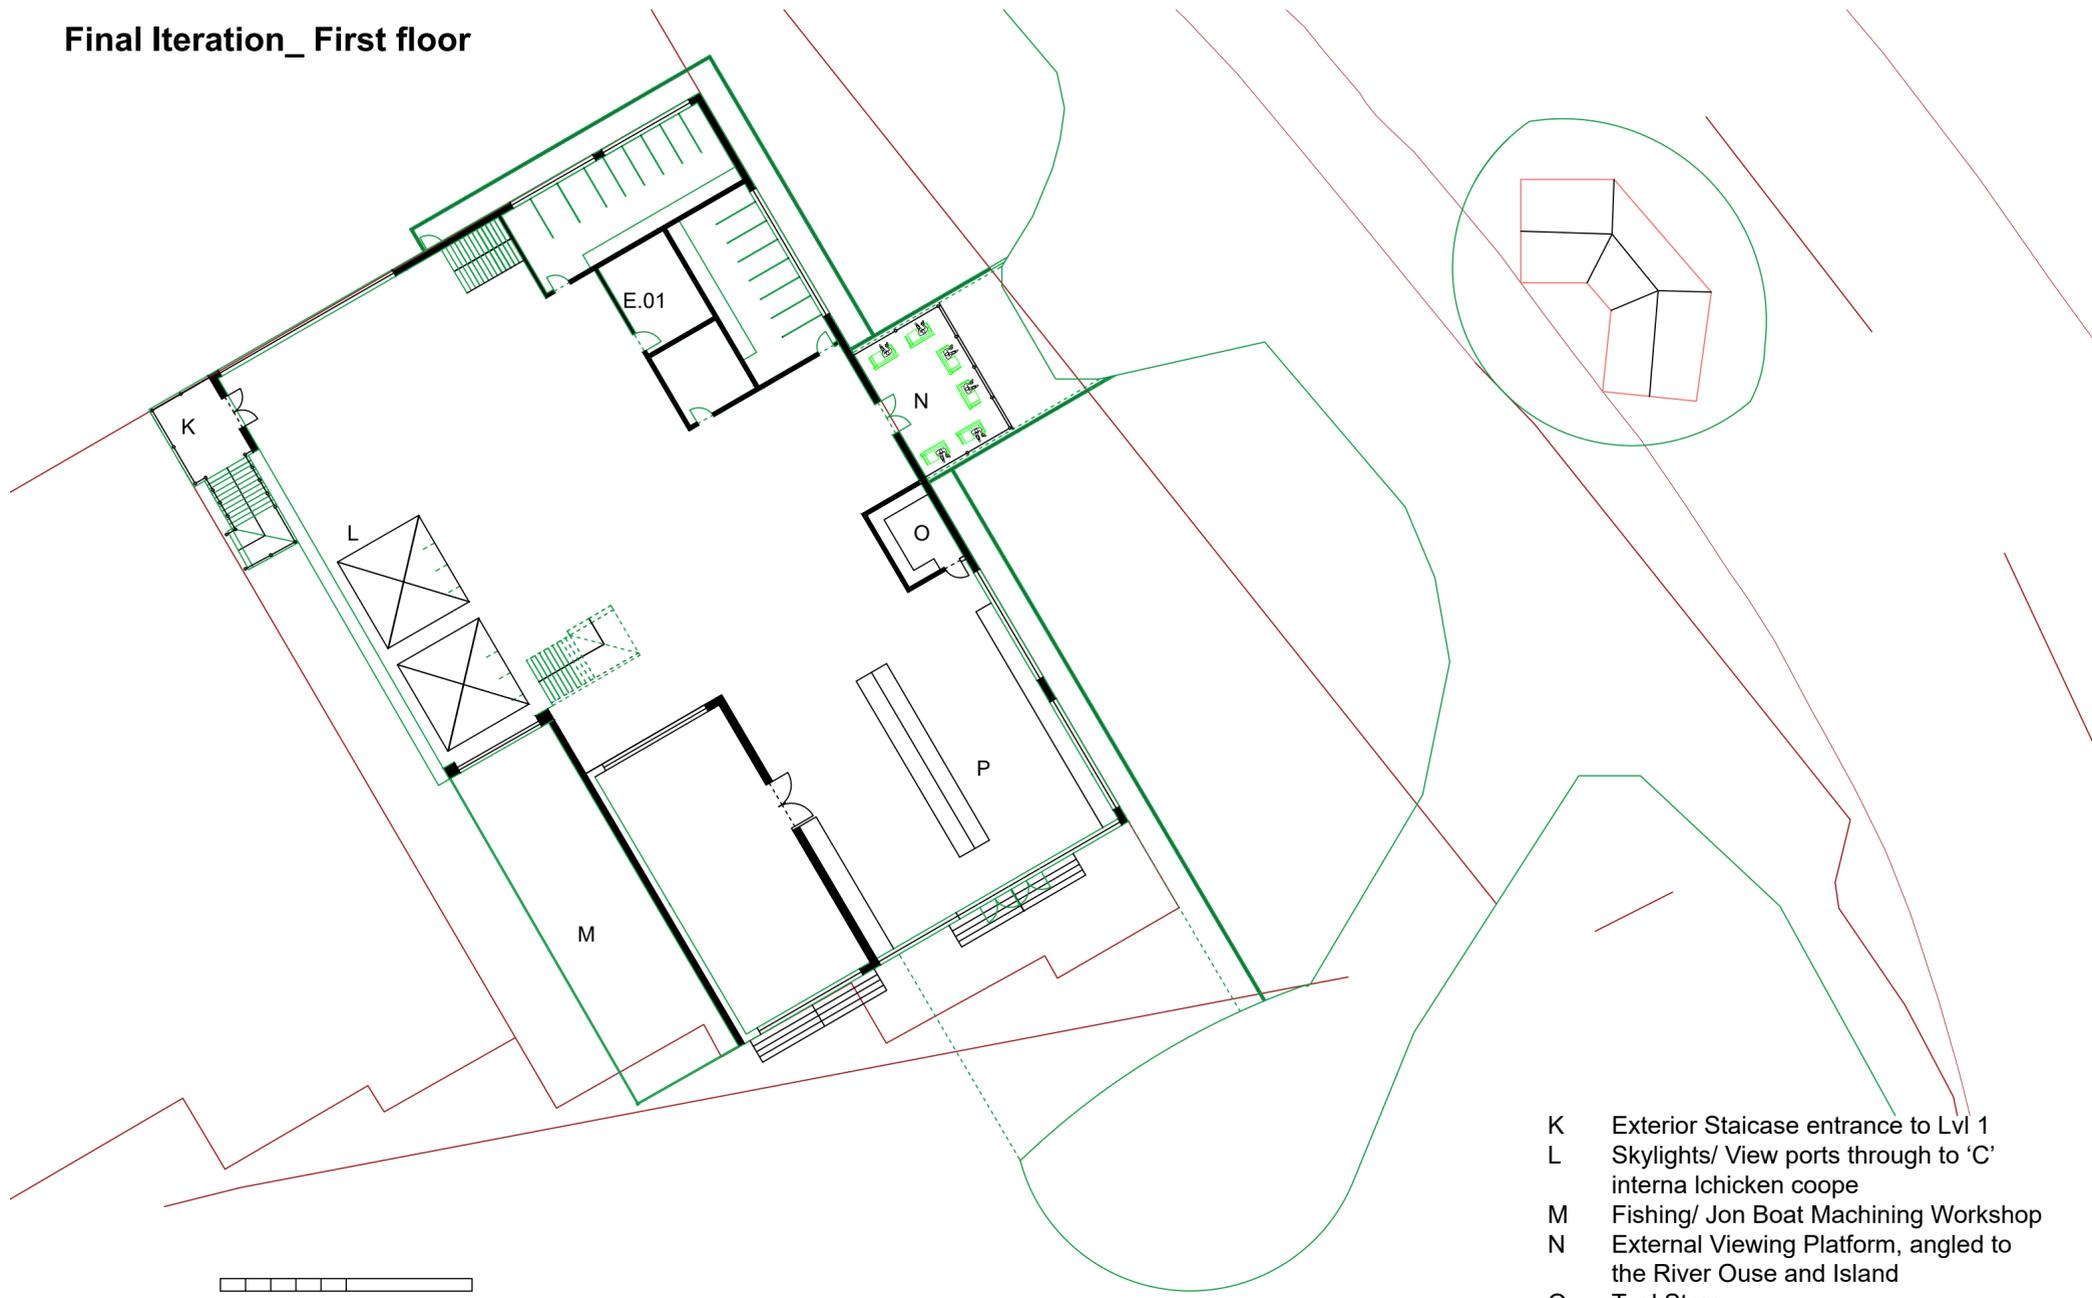 Final Iteration_ First floor
E.01
K
N
L
O
P
M
K Exterior Staicase entrance to Lvl 1
L Skylights/ View ports through to ‘C’
interna lchicken coope
M Fishing/ Jon Boat Machining Workshop
N External Viewing Platform, angled to
the River Ouse and Island